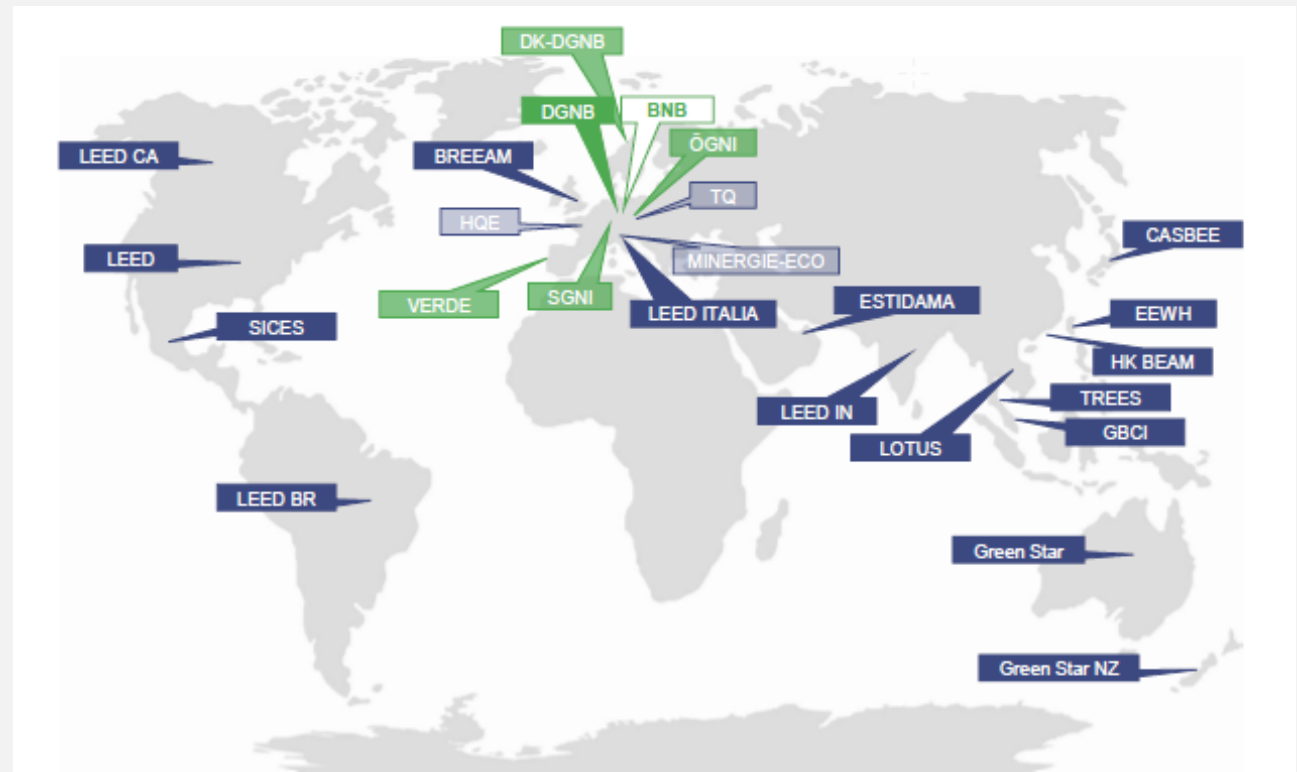 DK-DGNB
DGNB
BNB
ÖGNI
LEED CA
BREEAM
TQ
HQE
CASBEE
LEED
MINERGIE-ECO
VERDE
SGNI
LEED ITALIA
ESTIDAMA
SICES
EEWH
HK BEAM
TREES
LEED IN
GBCI
LOTUS
LEED BR
Green Star
Green Star NZ